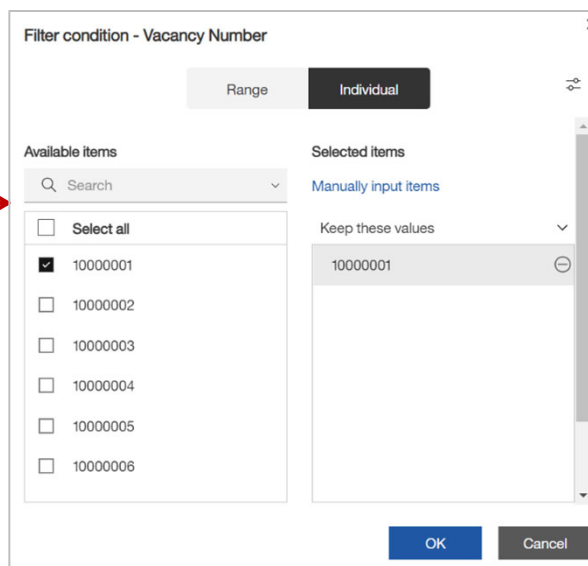 Filter condition - Vacancy Number
Range
Individual
Available items
Search
Select all
10000001
10000002
10000003
10000004
10000005
10000006
Selected items
Manually input items
Keep these values
10000001
OK
Cancel